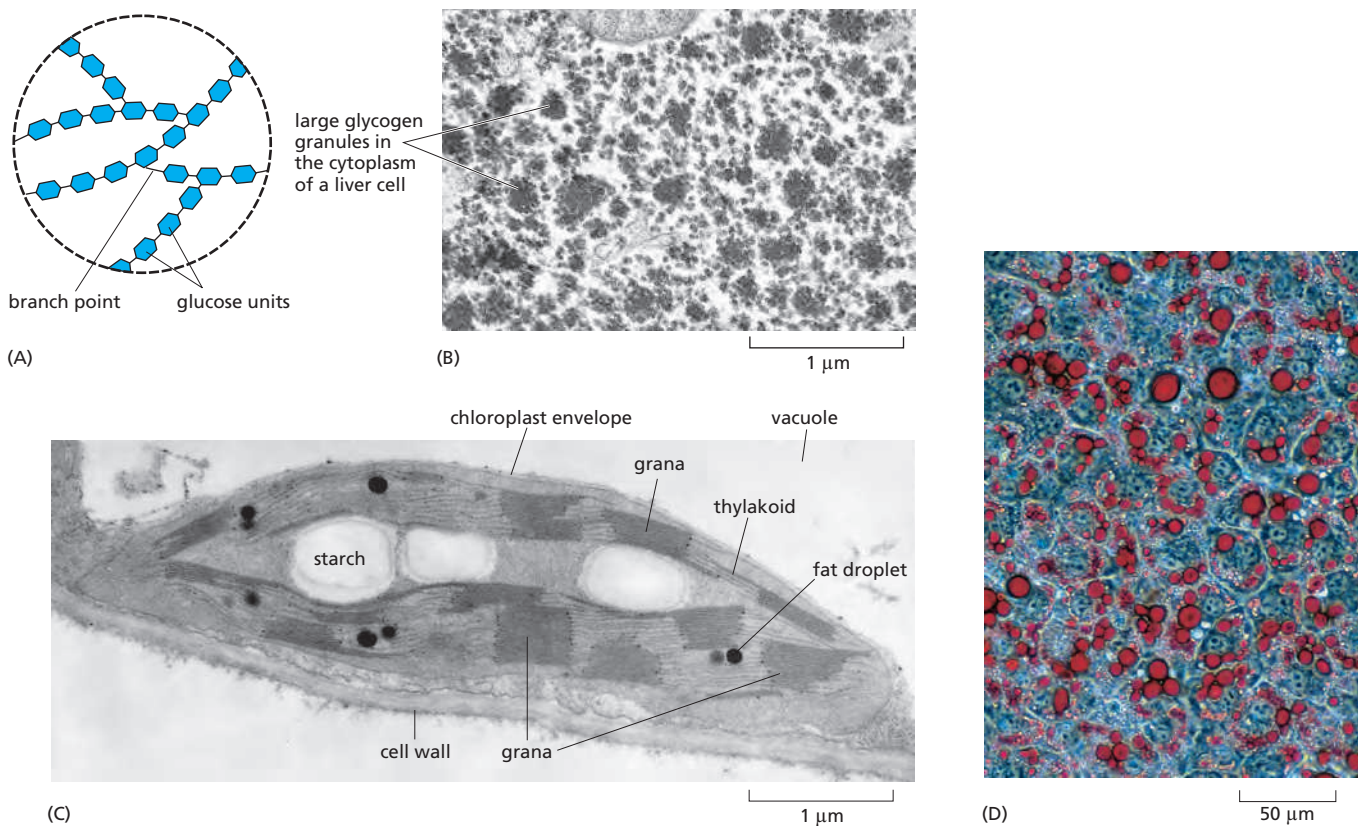 large glycogen
granules in
the cytoplasm
of a liver cell
branch point
glucose units
(A)
(B)
1 μm
chloroplast envelope
vacuole
grana
thylakoid
starch
fat droplet
cell wall
grana
(C)
1 μm
(D)
50 μm